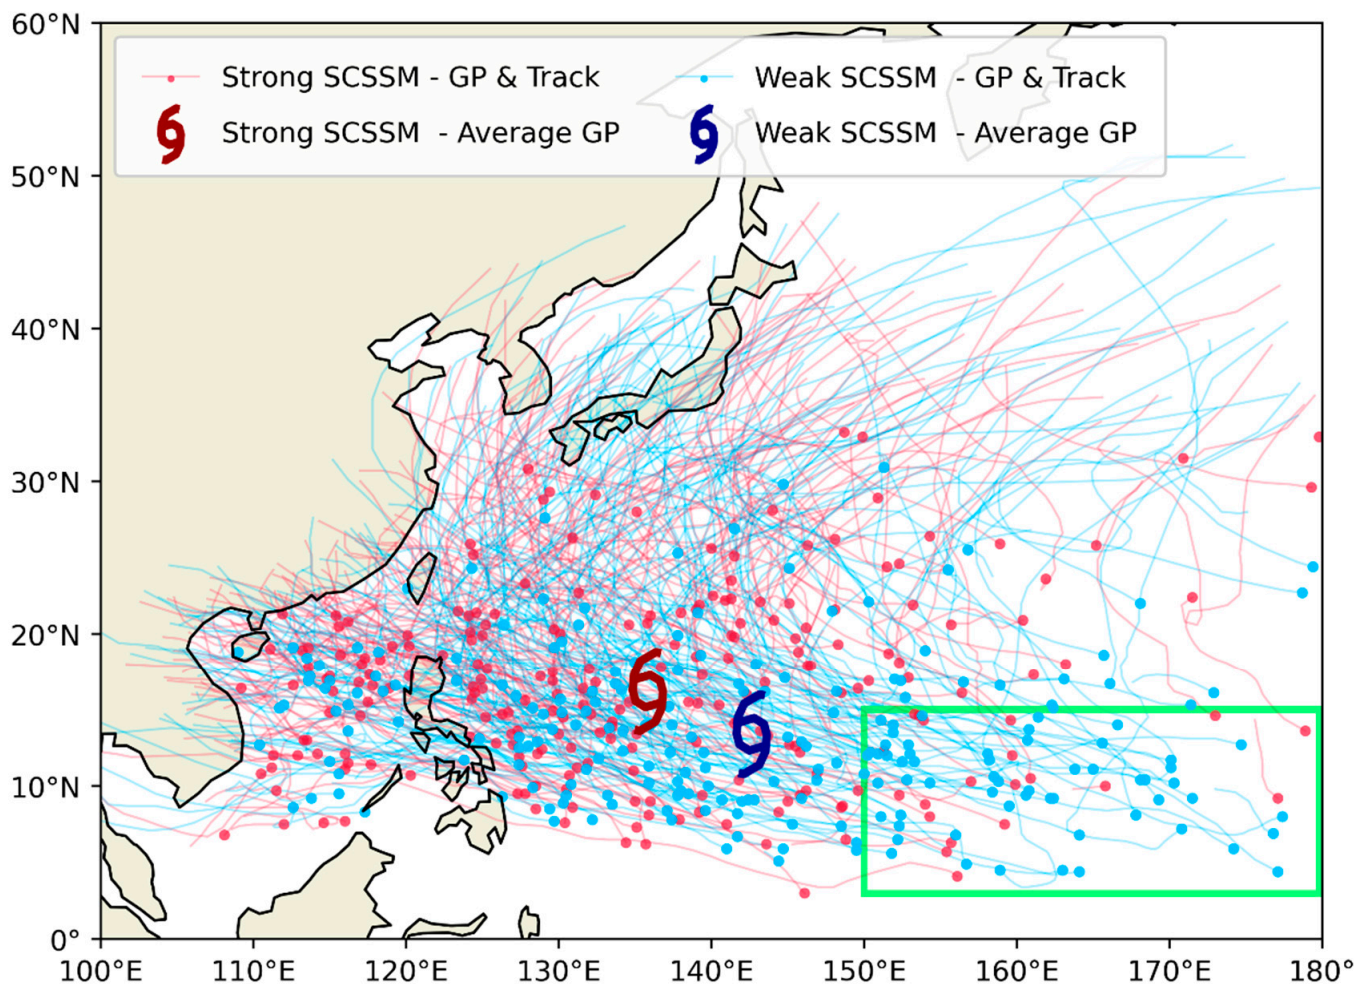 60°N
Strong SCSSM - GP & Track
Weak SCSSM  - GP & Track
Strong SCSSM  - Average GP
Weak SCSSM  - Average GP
50°N
40°N
30°N
20°N
10°N
0°
100°E 110°E 120°E 130°E 140°E 150°E 160°E 170°E 180°